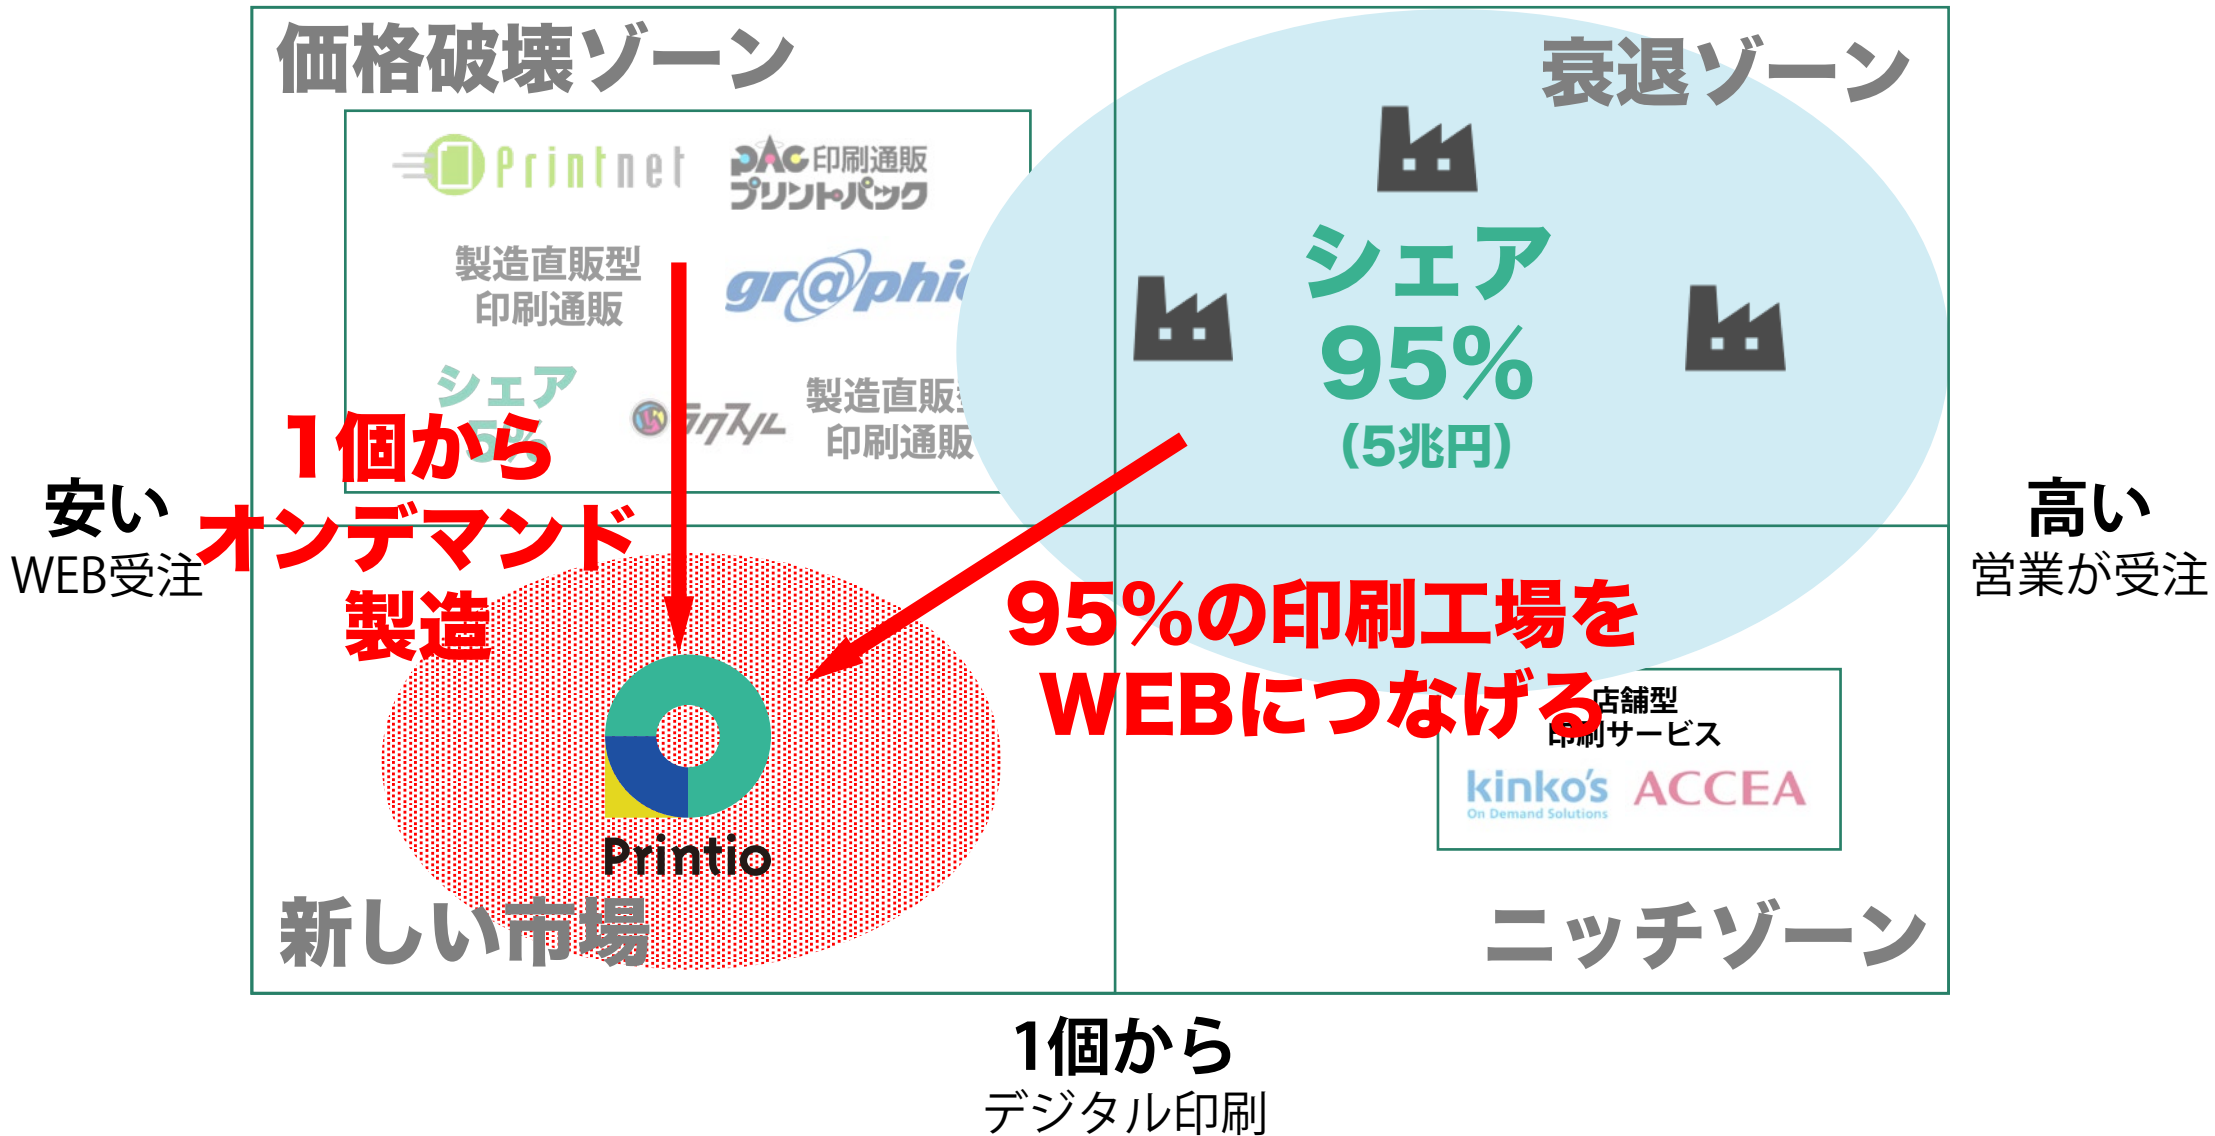 価格破壊ゾーン
衰退ゾーン
Printnet
PAC印刷通販
プリントパック
製造直販型
印刷通販
gr@phic
シェア
5%
ラクスル
製造直販型
印刷通販
シェア
95%
(5兆円)
1個から
オンデマンド
製造
安い
WEB受注
高い
営業が受注
95%の印刷工場を
WEBにつなげる
店舗型
印刷サービス
kinko's
On Demand Solutions
ACCEA
Printio
新しい市場
ニッチゾーン
1個から
デジタル印刷